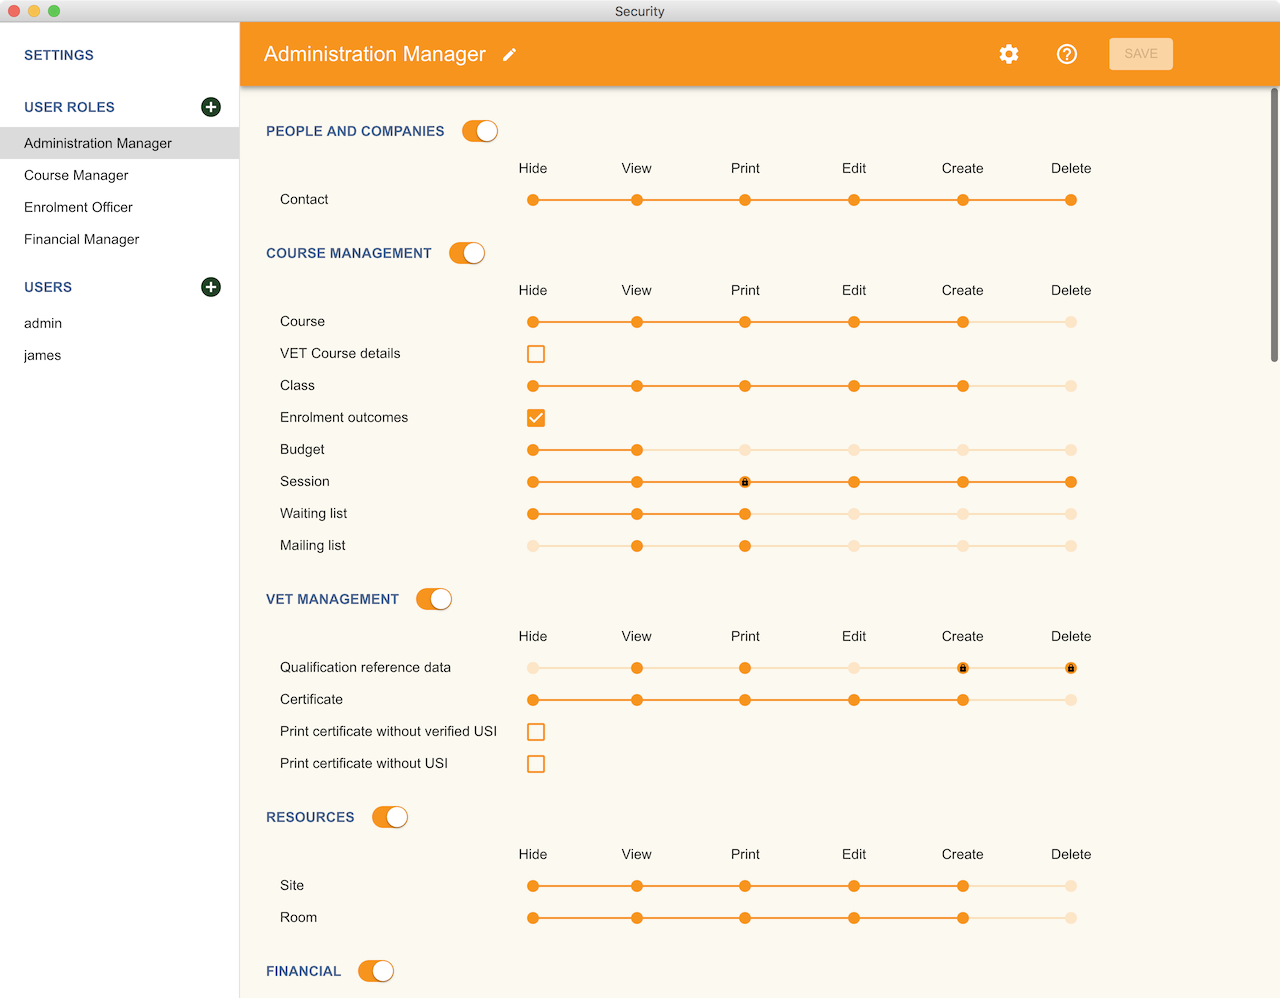 Security
SETTINGS
USER ROLES
Administration Manager
Course Manager
Enrolment Officer
Financial Manager
USERS
admin
james
Administration Manager
SAVE
PEOPLE AND COMPANIES
Hide View Print Edit Create Delete
Contact
COURSE MANAGEMENT
Hide View Print Edit Create Delete
Course
VET Course details
Class
Enrolment outcomes
Budget
Session
Waiting list
Mailing list
VET MANAGEMENT
Hide View Print Edit Create Delete
Qualification reference data
Certificate
Print certificate without verified USI
Print certificate without USI
RESOURCES
Hide View Print Edit Create Delete
Site
Room
FINANCIAL